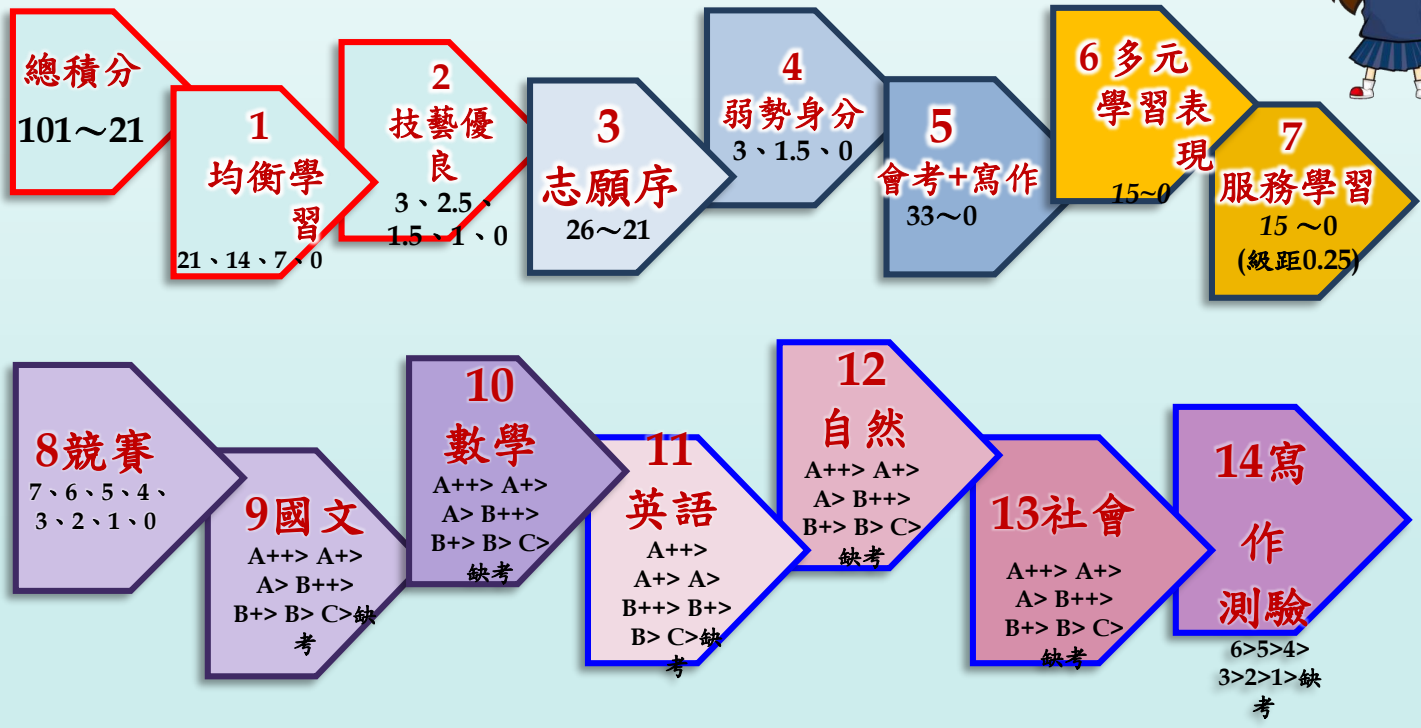 總積分
101～21
1
均衡學
習
21、14、7、0
2
技藝優
良
3、2.5、
1.5、1、0
3
志願序
26～21
4
弱勢身分
3、1.5、0
5
會考+寫作
33～0
6 多元
學習表
現
15~0
7
服務學習
15 ～0
(級距0.25)
8競賽
7、6、5、4、
3、2、1、0
9國文
A++> A+>
A> B++>
B+> B> C>缺
考
10
數學
A++> A+>
A> B++>
B+> B> C>
缺考
11
英語
A++>
A+> A>
B++> B+>
B> C>缺
考
12
自然
A++> A+>
A> B++>
B+> B> C>
缺考
13社會
A++> A+>
A> B++>
B+> B> C>
缺考
14寫
作
測驗
6>5>4>
3>2>1>缺
考